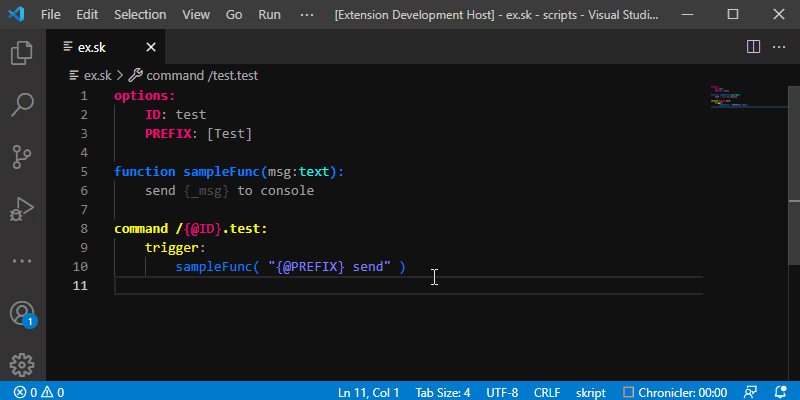 File Edit Selection View Go Run ··· [Extension Development Host] - ex.sk - scripts - Visual Studi...
ex.sk
ex.sk > command /test.test
1 options:
2 ID: test
3 PREFIX: [Test]
4
5 function sampleFunc(msg:text):
6 send {_msg} to console
7
8 command /{@ID}.test:
9 trigger:
10 sampleFunc( "{@PREFIX} send" )
11
1
0 0 Ln 11, Col 1 Tab Size: 4 UTF-8 CRLF skript Chronicler: 00:00